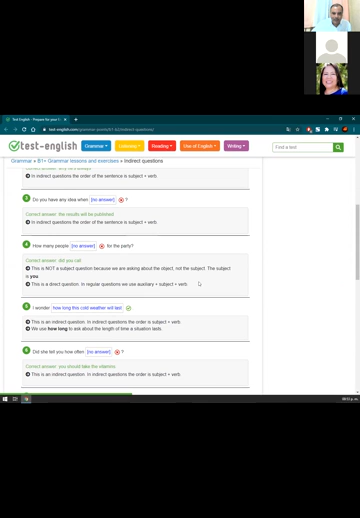 Test English - Prepare for your E
test-english.com/grammar-points/b1-b2/indirect-questions/
test-english
Grammar
Listening
Reading
Use of English
Writing
Find a test
Grammar » B1+ Grammar lessons and exercises » Indirect questions
In indirect questions the order of the sentence is subject + verb.
3 Do you have any idea when [no answer] ?
Correct answer: the results will be published
In indirect questions the order of the sentence is subject + verb.
4 How many people [no answer] for the party?
Correct answer: did you call
This is NOT a subject question because we are asking about the object, not the subject. The subject
is you
This is a direct question. In regular questions we use auxiliary + subject + verb.
5 I wonder how long this cold weather will last .
This is an indirect question. In indirect questions the order is subject + verb.
We use how long to ask about the length of time a situation lasts.
6 Did she tell you how often [no answer] ?
Correct answer: you should take the vitamins
This is an indirect question. In indirect questions the order is subject + verb.